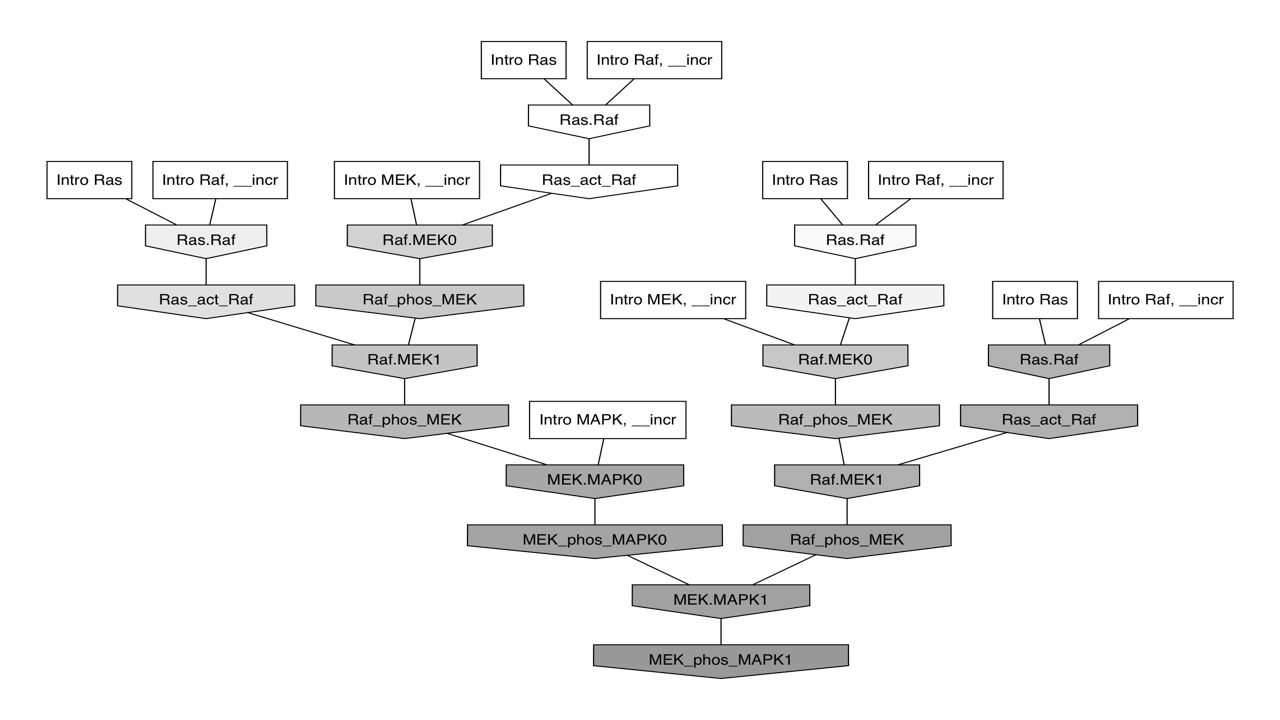 Intro Ras
Intro Raf, __incr
Ras.Raf
Intro Ras
Intro Raf, __incr
Intro MEK, __incr
Ras_act_Raf
Intro Ras
Intro Raf, __incr
Ras.Raf
Raf.MEK0
Ras.Raf
Ras_act_Raf
Raf_phos_MEK
Intro MEK, __incr
Ras_act_Raf
Intro Ras
Intro Raf, __incr
Raf.MEK1
Raf.MEK0
Ras.Raf
Raf_phos_MEK
Intro MAPK, __incr
Raf_phos_MEK
Ras_act_Raf
MEK.MAPK0
Raf.MEK1
MEK_phos_MAPK0
Raf_phos_MEK
MEK.MAPK1
MEK_phos_MAPK1